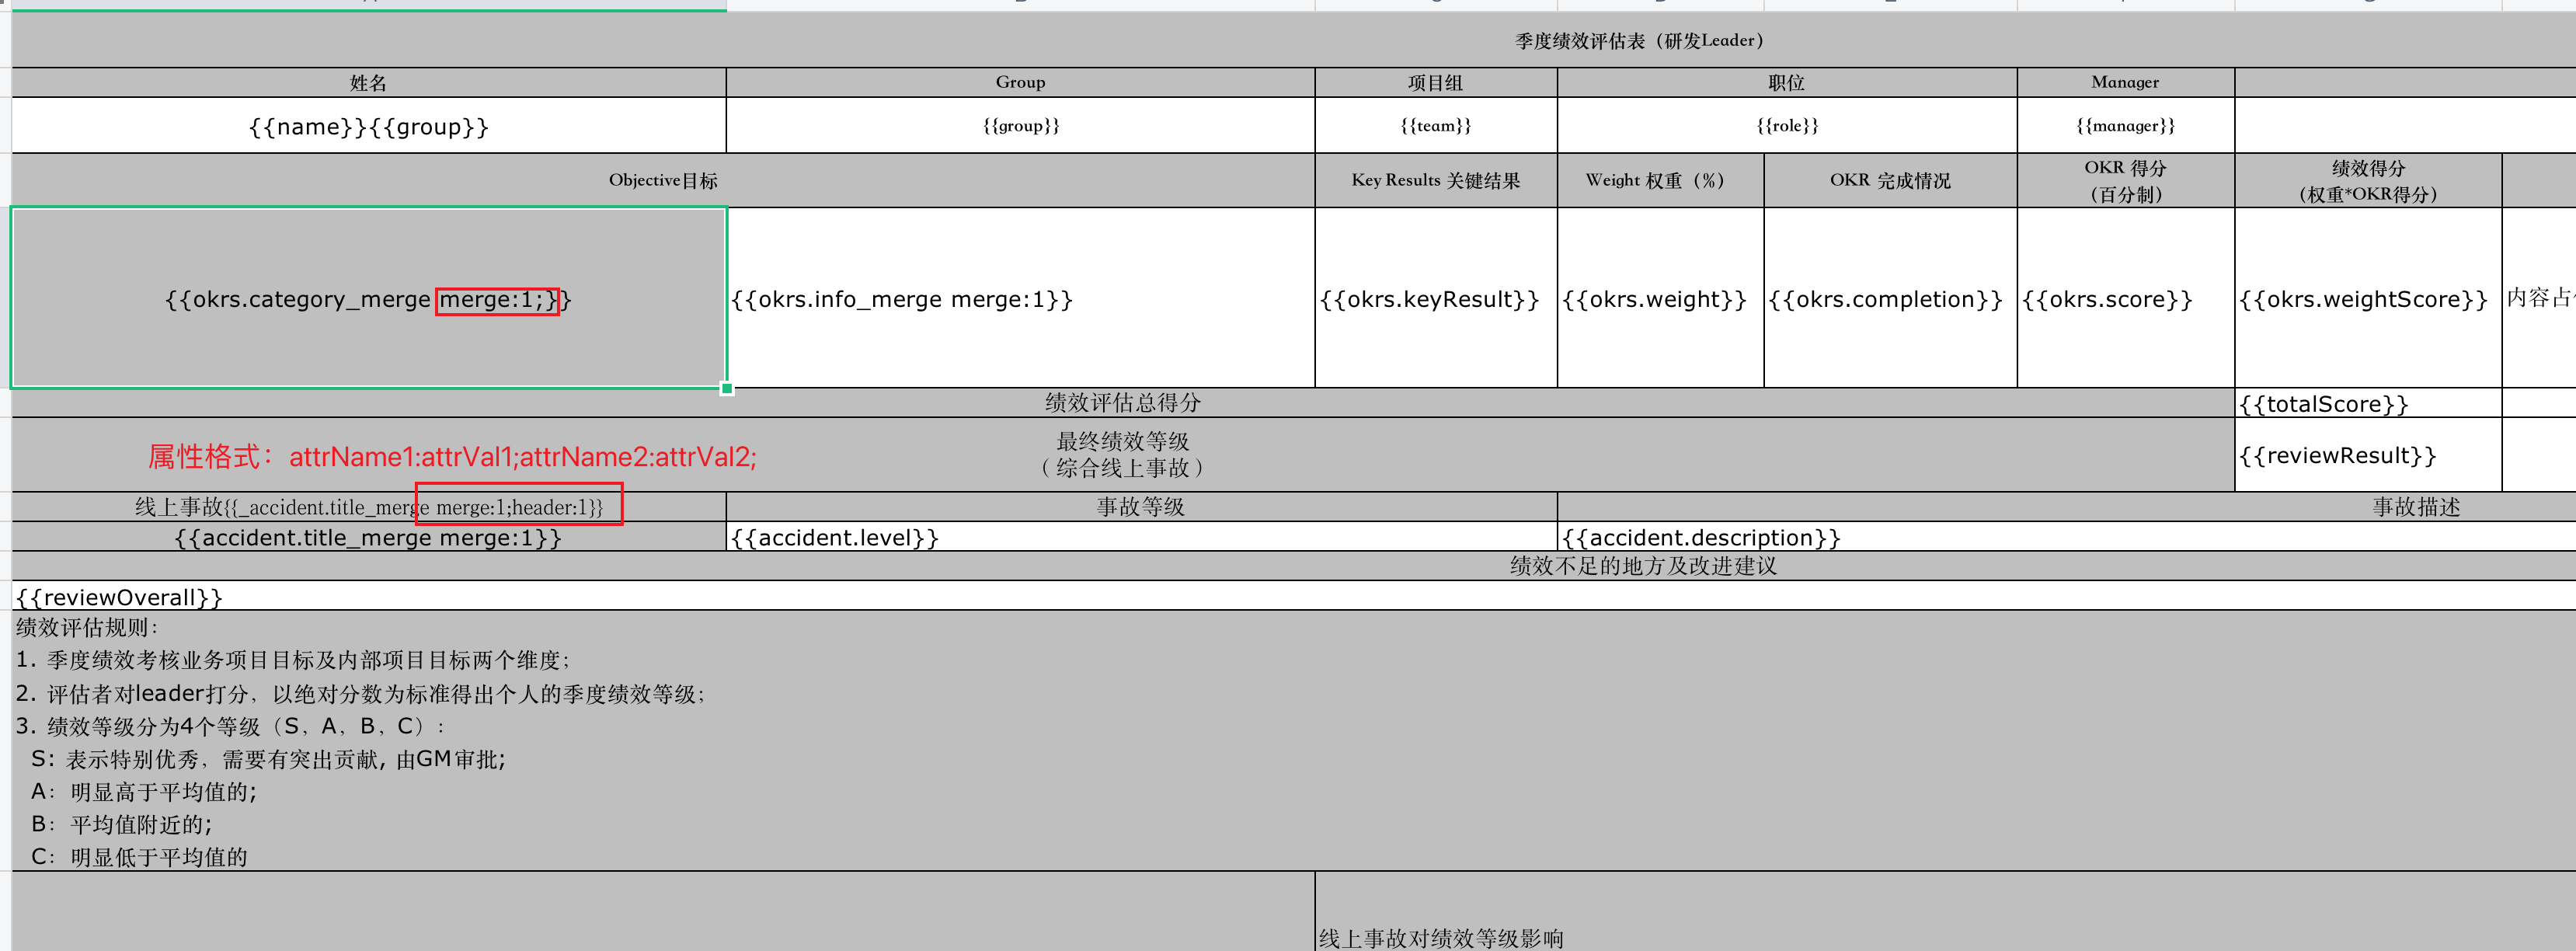 季度绩效评估表（研发Leader）
姓名 Group 项目组 职位 Manager
{{name}}{{group}} {{group}} {{team}} {{role}} {{manager}}
Objective目标 Key Results 关键结果 Weight 权重（%） OKR 完成情况 OKR 得分 绩效得分
（百分制） （权重*OKR得分）
{{okrs.category_merge merge:1;}} {{okrs.info_merge merge:1}} {{okrs.keyResult}} {{okrs.weight}} {{okrs.completion}} {{okrs.score}} {{okrs.weightScore}} 内容占
绩效评估总得分 {{totalScore}}
属性格式：attrName1:attrVal1;attrName2:attrVal2;
最终绩效等级
（综合线上事故）
{{reviewResult}}
线上事故{{_accident.title_merge merge:1;header:1}} 事故等级 事故描述
{{accident.title_merge merge:1}} {{accident.level}} {{accident.description}}
绩效不足的地方及改进建议
{{reviewOverall}}
绩效评估规则：
1. 季度绩效考核业务项目目标及内部项目目标两个维度；
2. 评估者对leader打分，以绝对分数为标准得出个人的季度绩效等级；
3. 绩效等级分为4个等级（S，A，B，C）：
S: 表示特别优秀，需要有突出贡献, 由GM审批;
A：明显高于平均值的;
B：平均值附近的;
C：明显低于平均值的
线上事故对绩效等级影响